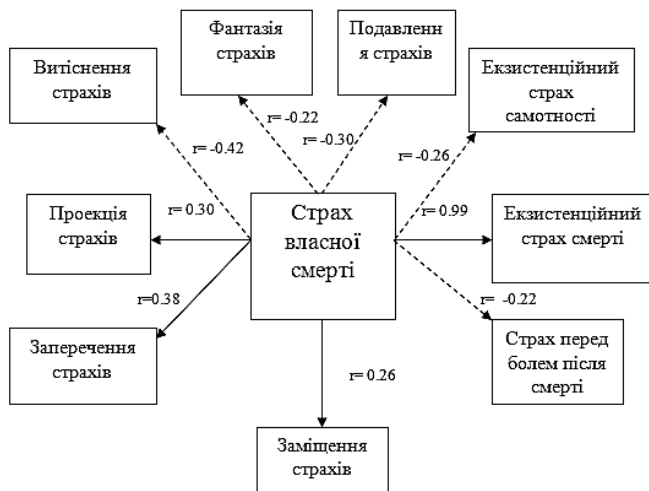 Фантазія
страхів
Подавленн
я страхів
Витіснення
страхів
Екзистенційний
страх
самотності
r= -0.22
r= -0.30
r= -0.42
r= -0.26
Проекція
страхів
r= 0.30
Страх
власної
смерті
r= 0.99
Екзистенційний
страх смерті
r=0.38
r= -0.22
Заперечення
страхів
Страх перед
болем після
смерті
r= 0.26
Заміщення
страхів